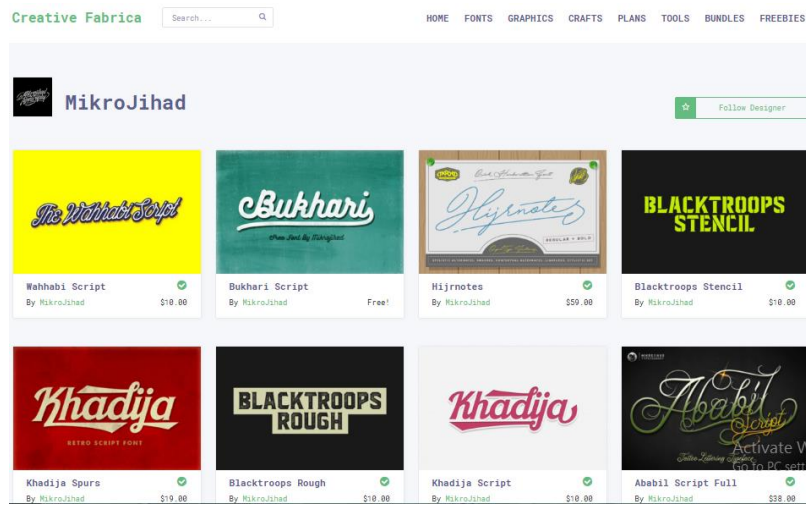 Creative Fabrica
Search...
HOME FONTS GRAPHICS CRAFTS PLANS TOOLS BUNDLES FREEBIES
MikroJihad
Follow Designer
The Wahhabi Script
Bukhari
Free Font By MikroJihad
Hijrnotes
REGULAR + BOLD
BLACKTROOPS
STENCIL
Wahhabi Script
By MikroJihad $10.00
Bukhari Script
By MikroJihad Free!
Hijrnotes
By MikroJihad $59.00
Blacktroops Stencil
By MikroJihad $10.00
Khadija
RETRO SCRIPT FONT
BLACKTROOPS
ROUGH
Khadija
Ababil
Script
Activate W
Go to PC sett
Khadija Spurs
By MikroJihad $19.00
Blacktroops Rough
By MikroJihad $10.00
Khadija Script
By MikroJihad $10.00
Ababil Script Full
By MikroJihad $38.00